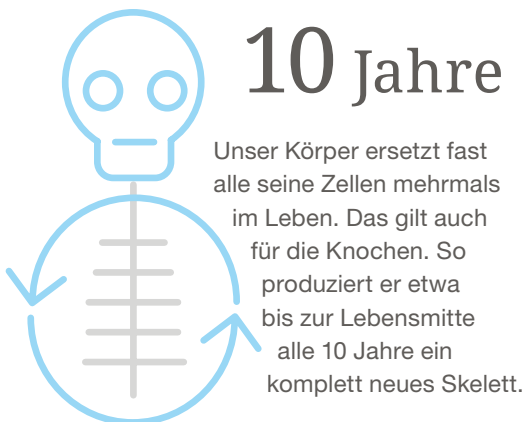 10 Jahre
Unser Körper ersetzt fast
alle seine Zellen mehrmals
im Leben. Das gilt auch
für die Knochen. So
produziert er etwa
bis zur Lebensmitte
alle 10 Jahre ein
komplett neues Skelett.